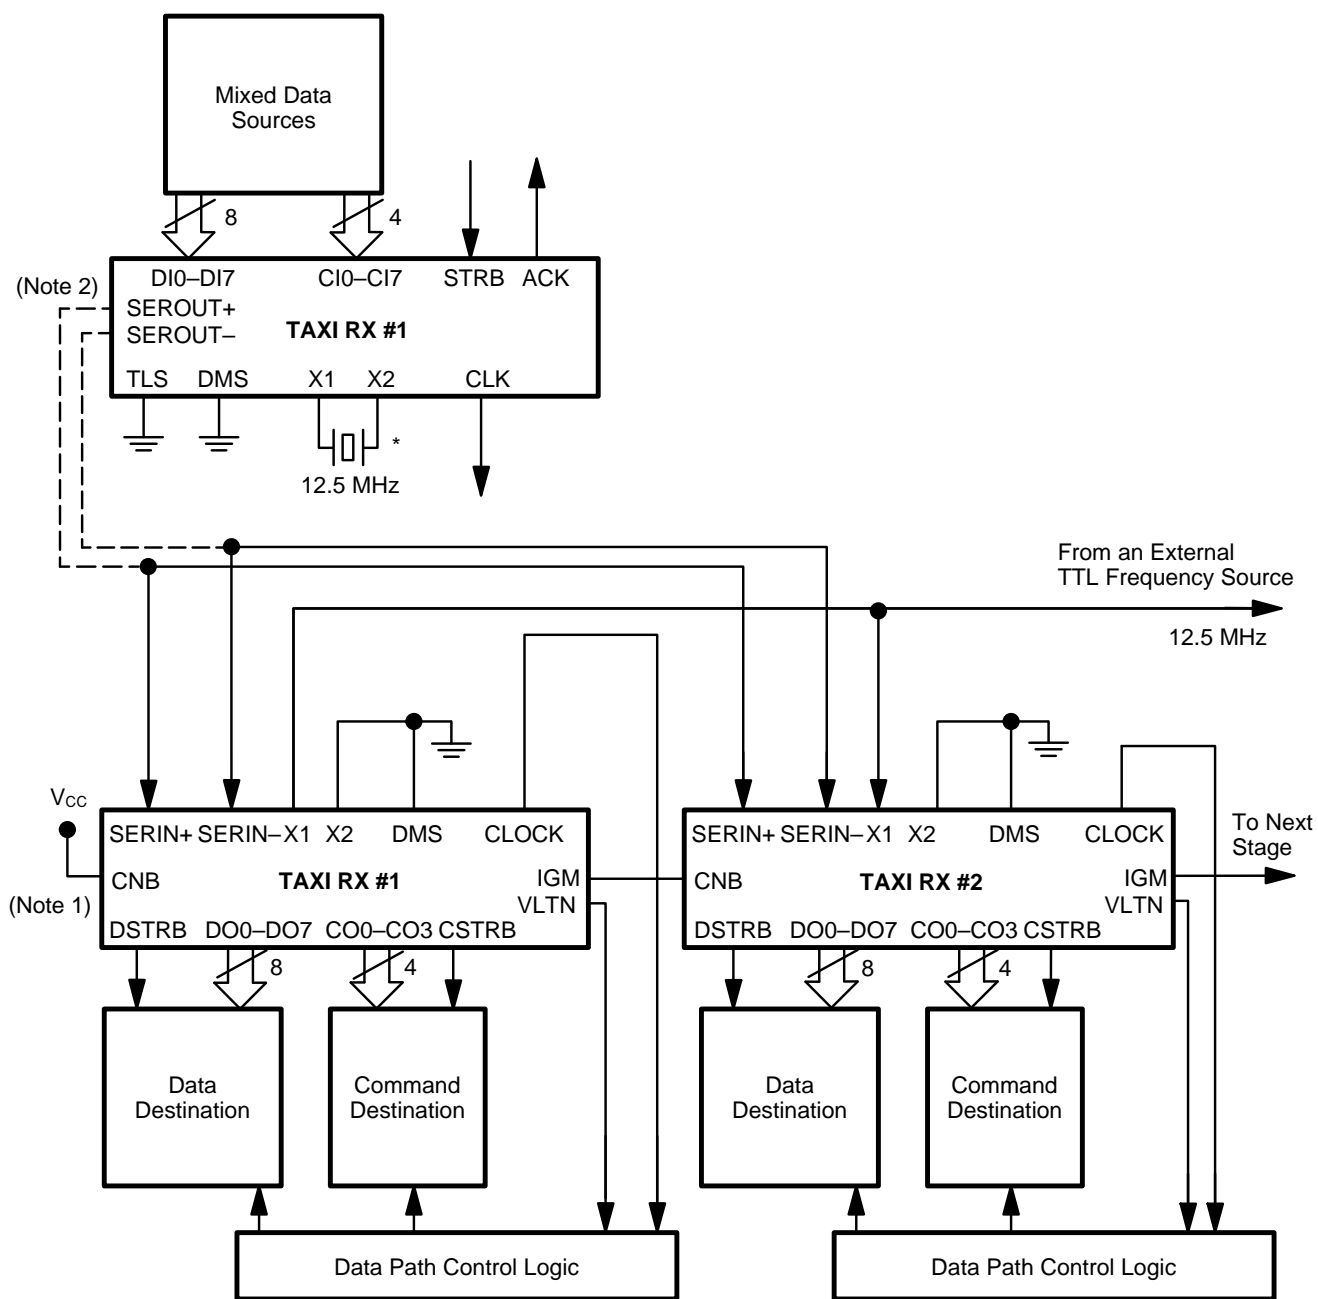 Mixed Data
Sources
8
4
(Note 2)
DI0–DI7 CI0–CI7 STRB ACK
SEROUT+
SEROUT–
TAXI RX #1
TLS DMS X1 X2 CLK
*
12.5 MHz
From an External
TTL Frequency Source
12.5 MHz
VCC
SERIN+ SERIN– X1 X2 DMS CLOCK
CNB TAXI RX #1 IGM
VLTN
(Note 1)
DSTRB DO0–DO7 CO0–CO3 CSTRB
8
4
SERIN+ SERIN– X1 X2 DMS CLOCK
CNB TAXI RX #2 IGM
VLTN
DSTRB DO0–DO7 CO0–CO3 CSTRB
8
4
To Next
Stage
Data
Destination
Command
Destination
Data
Destination
Command
Destination
Data Path Control Logic
Data Path Control Logic